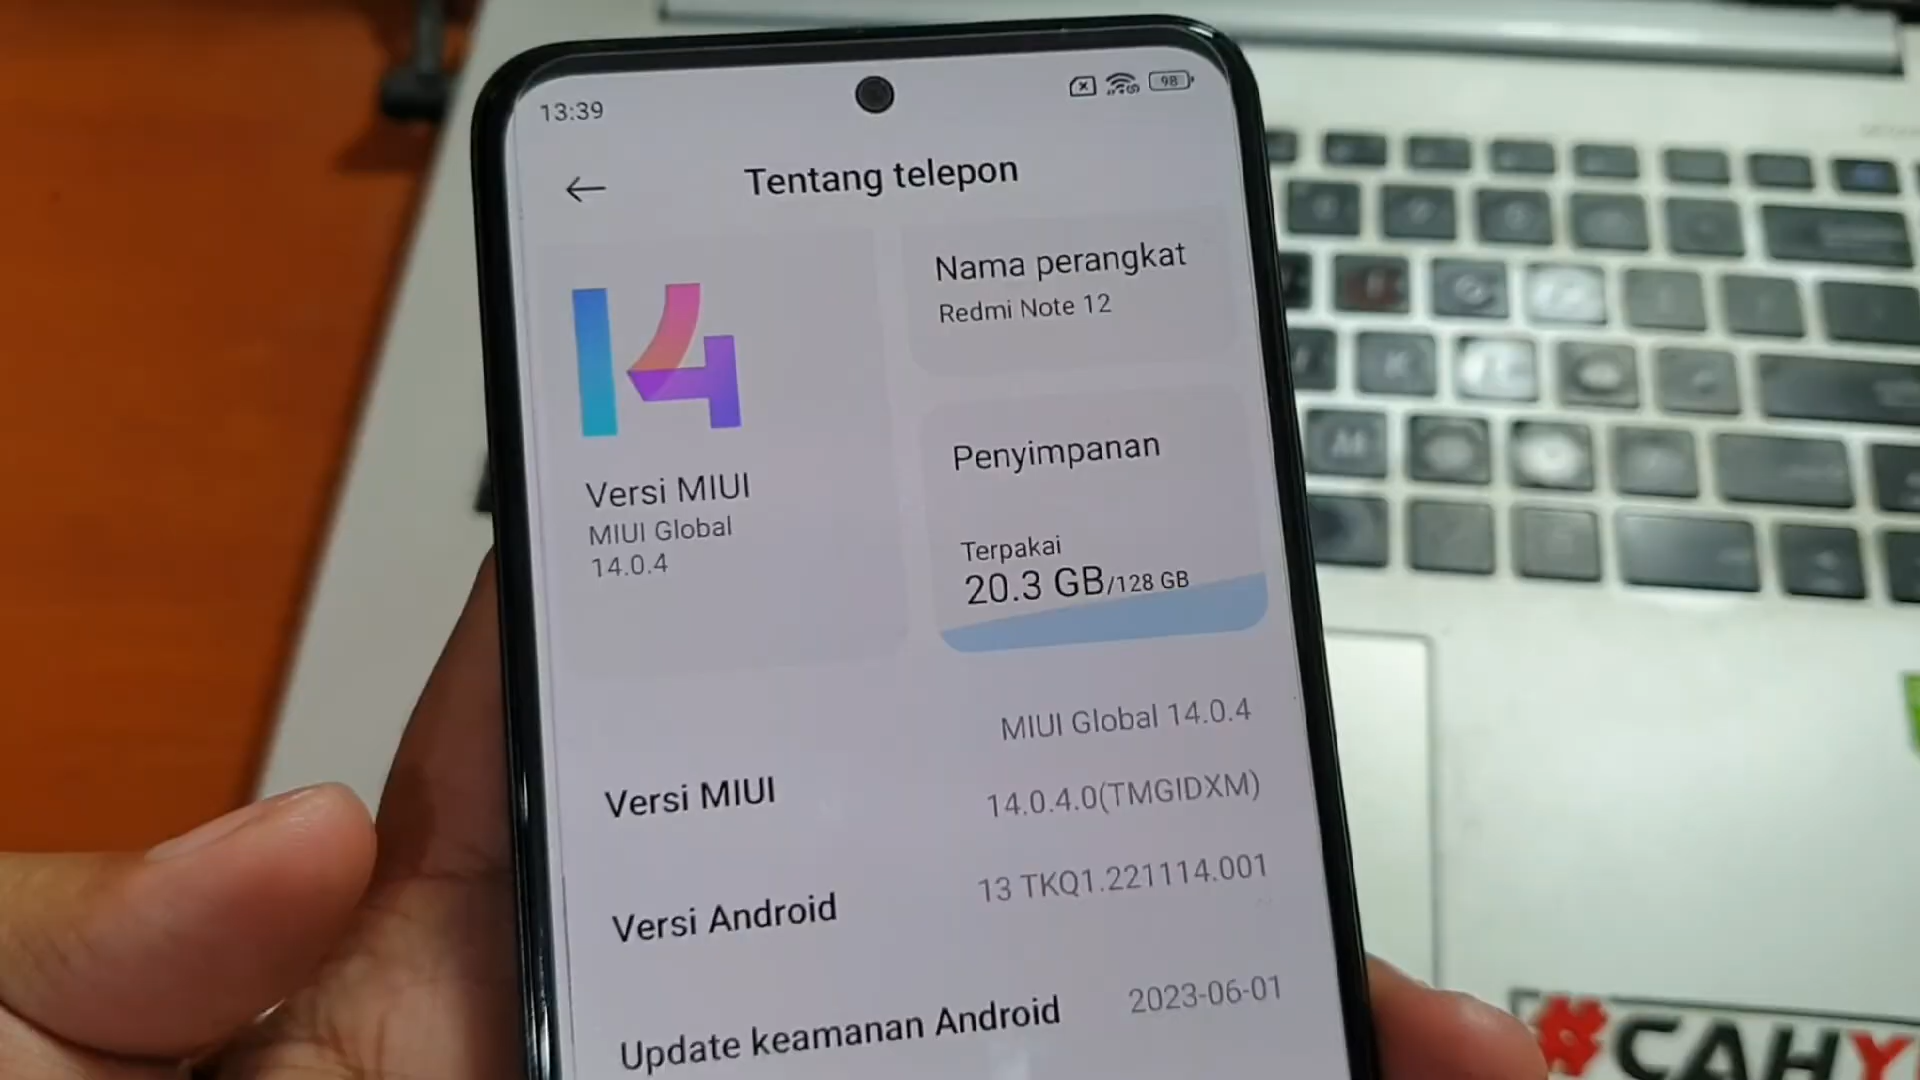 13:39
98
Tentang telepon
14
Nama perangkat
Redmi Note 12
Versi MIUI
MIUI Global
14.0.4
Penyimpanan
Terpakai
20.3 GB/128 GB
MIUI Global 14.0.4
Versi MIUI
14.0.4.0(TMGIDXM)
Versi Android
13 TKQ1.221114.001
Update keamanan Android
2023-06-01
#CAHY